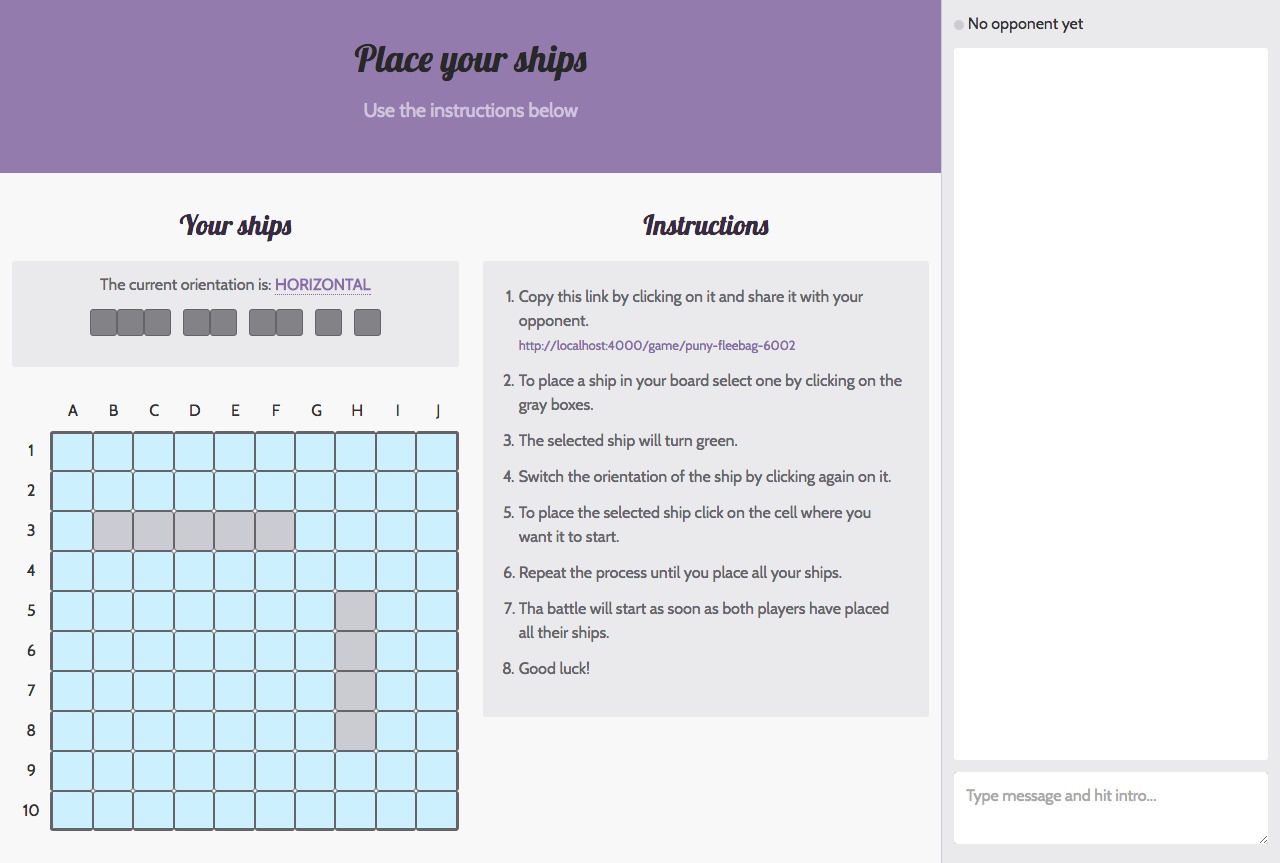 Place your ships
Use the instructions below
Your ships
The current orientation is: HORIZONTAL
A B C D E F G H I J
1
2
3
4
5
6
7
8
9
10
Instructions
1. Copy this link by clicking on it and share it with your
opponent.
http://localhost:4000/game/puny-fleebag-6002
2. To place a ship in your board select one by clicking on the
gray boxes.
3. The selected ship will turn green.
4. Switch the orientation of the ship by clicking again on it.
5. To place the selected ship click on the cell where you
want it to start.
6. Repeat the process until you place all your ships.
7. Tha battle will start as soon as both players have placed
all their ships.
8. Good luck!
No opponent yet
Type message and hit intro...